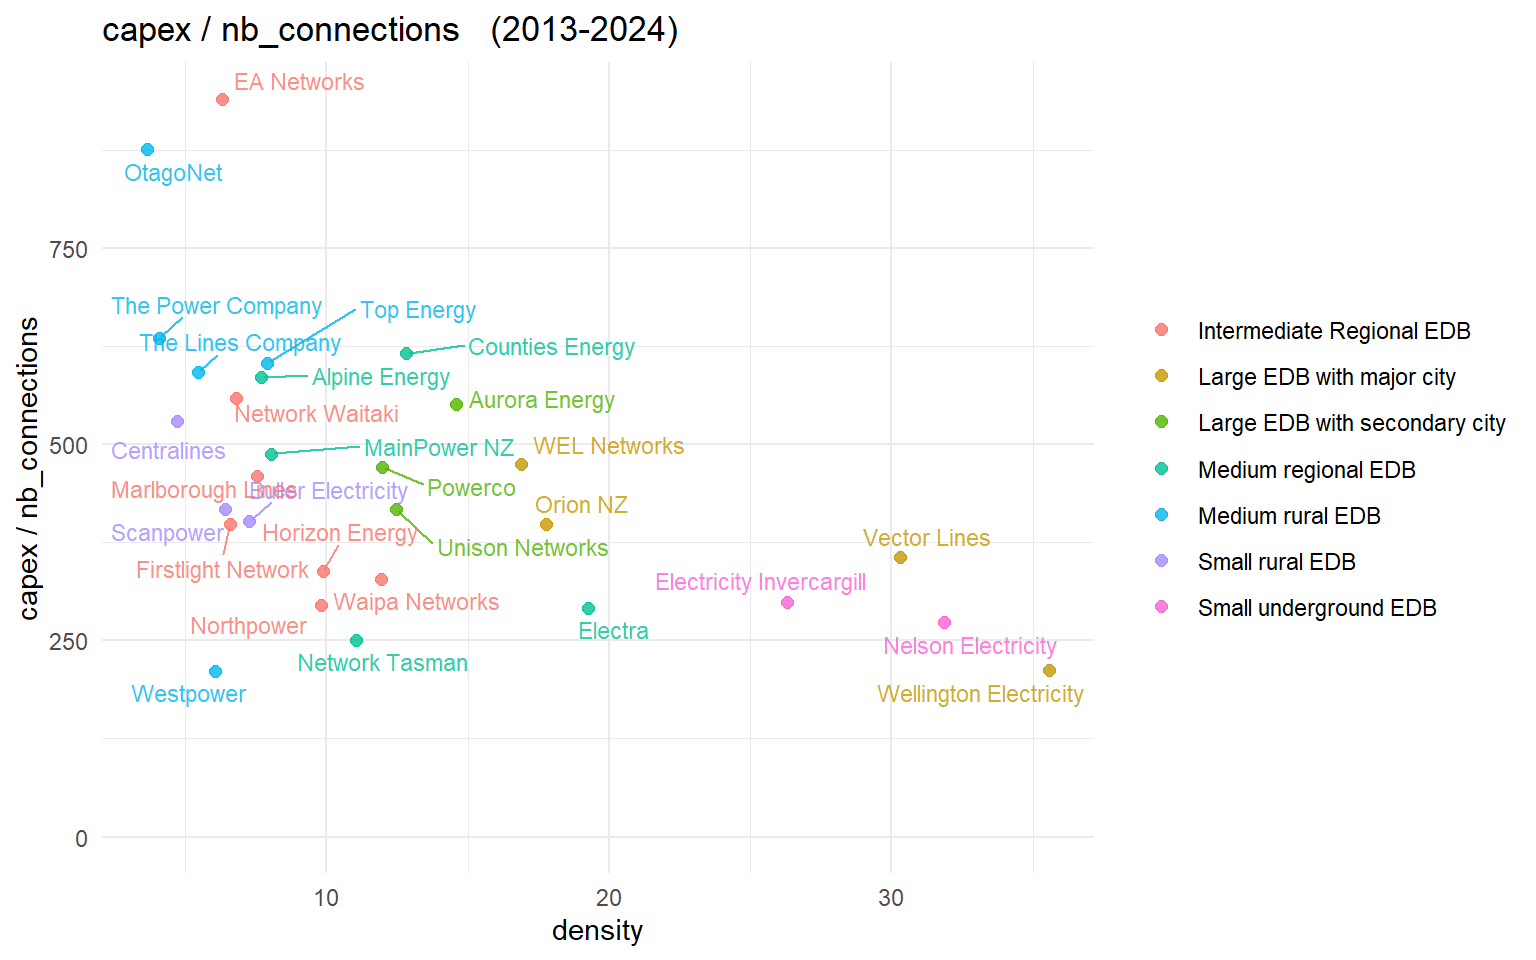 capex / nb_connections (2013-2024)
EA Networks
OtagoNet
750
The Power Company
Top Energy
The Lines Company
Counties Energy
Alpine Energy
Aurora Energy
Network Waitaki
Centralines
MainPower NZ
WEL Networks
Marlborough Lines
Buller Electricity
Powerco
Orion NZ
Scanpower
Horizon Energy
Unison Networks
Vector Lines
Firstlight Network
Electricity Invercargill
Waipa Networks
Northpower
Electra
Nelson Electricity
Network Tasman
Westpower
Wellington Electricity
500
250
0
10
20
30
density
capex / nb_connections
Intermediate Regional EDB
Large EDB with major city
Large EDB with secondary city
Medium regional EDB
Medium rural EDB
Small rural EDB
Small underground EDB